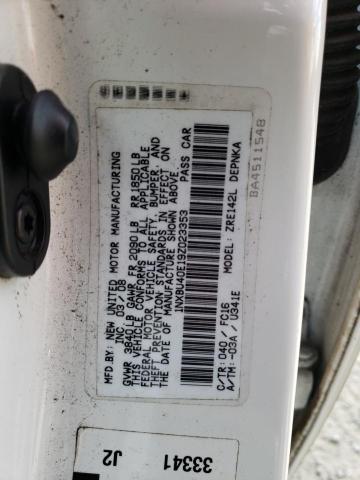 MFD.BY: NEW UNITED MOTOR MANUFACTURING
INC. 03/08
GVWR 3840LB GAWR FR 2090LB RR 1850LB
THIS VEHICLE CONFORMS TO ALL APPLICABLE
FEDERAL MOTOR VEHICLE SAFETY, BUMPER, AND
THEFT PREVENTION STANDARDS IN EFFECT ON
THE DATE OF MANUFACTURE SHOWN ABOVE.
1NXBU40E19Z023353 PASS CAR
C/TR: 040 / FC16 ZRE142L DEPNKA
A/TM: -03A / U341E
BA4511548
33341
J2